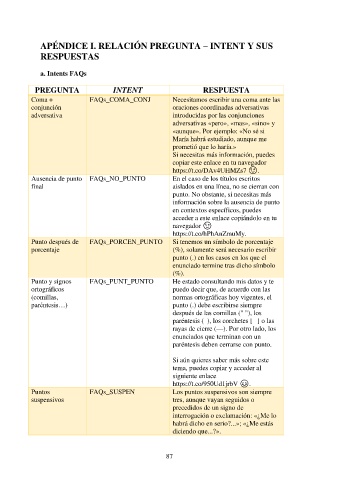 APÉNDICE I. RELACIÓN PREGUNTA – INTENT Y SUS
RESPUESTAS
a. Intents FAQs
PREGUNTA INTENT RESPUESTA
Coma +
conjunción
adversativa
FAQs_COMA_CONJ
Necesitamos escribir una coma ante las
oraciones coordinadas adversativas
introducidas por las conjunciones
adversativas «pero», «mas», «sino» y
«aunque». Por ejemplo: «No sé si
María habrá estudiado, aunque me
prometió que lo haría.»
Si necesitas más información, puedes
copiar este enlace en tu navegador
Ausencia de punto
final
FAQs_NO_PUNTO
En el caso de los títulos escritos
aislados en una línea, no se cierran con
punto. No obstante, si necesitas más
información sobre la ausencia de punto
en contextos específicos, puedes
acceder a este enlace copiándolo en tu
navegador
Punto después de
porcentaje
FAQs_PORCEN_PUNTO
Si tenemos un símbolo de porcentaje
(%), solamente será necesario escribir
punto (.) en los casos en los que el
enunciado termine tras dicho símbolo
(%).
Punto y signos
ortográficos
(comillas,
paréntesis…)
FAQs_PUNT_PUNTO
He estado consultando mis datos y te
puedo decir que, de acuerdo con las
normas ortográficas hoy vigentes, el
punto (.) debe escribirse siempre
después de las comillas (" "), los
paréntesis ( ), los corchetes [ ] o las
rayas de cierre (—). Por otro lado, los
enunciados que terminan con un
paréntesis deben cerrarse con punto.
Si aún quieres saber más sobre este
tema, puedes copiar y acceder al
siguiente enlace
Puntos
suspensivos
FAQs_SUSPEN
Los puntos suspensivos son siempre
tres, aunque vayan seguidos o
precedidos de un signo de
interrogación o exclamación: «¿Me lo
habrá dicho en serio?...»; «¿Me estás
diciendo que...?».
87